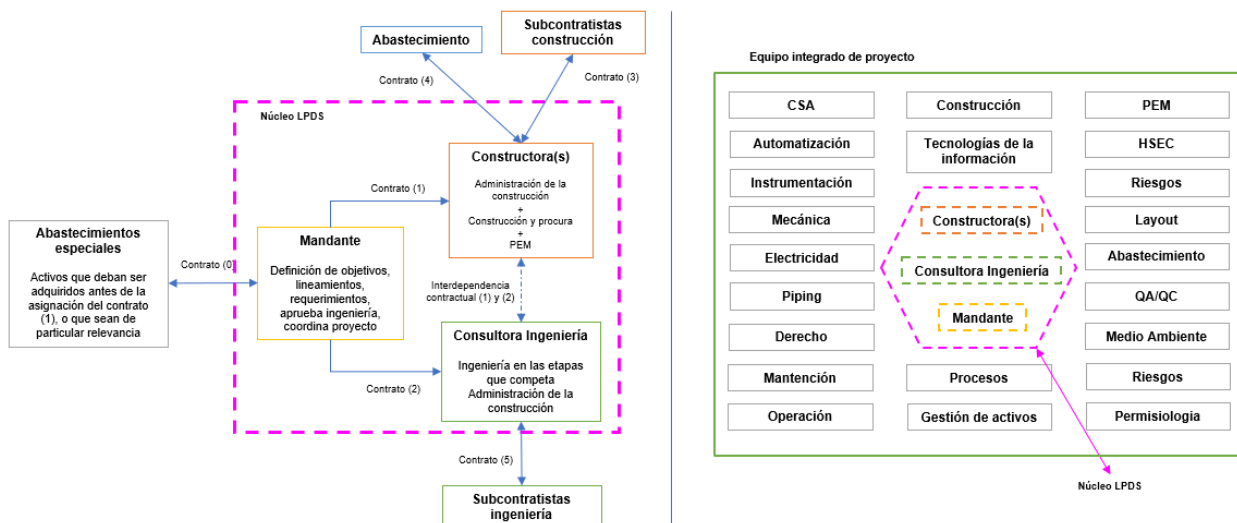 Abastecimiento
Subcontratistas
construcción
Contrato (4)
Contrato (3)
Núcleo LPDS
Constructora(s)
Administración de la
construcción
+
Construcción y procura
+
PEM
Contrato (1)
Abastecimientos
especiales
Activos que deban ser
adquiridos antes de la
asignación del contrato
(1), o que sean de
particular relevancia
Contrato (0)
Mandante
Definición de objetivos,
lineamientos,
requerimientos,
aprueba ingeniería,
coordina proyecto
Interdependencia
contractual (1) y (2)
Consultora Ingeniería
Ingeniería en las etapas
que competa
Administración de la
construcción
Contrato (2)
Contrato (5)
Subcontratistas
ingeniería
Equipo integrado de proyecto
CSA
Automatización
Instrumentación
Mecánica
Electricidad
Piping
Derecho
Mantención
Operación
Construcción
Tecnologías de la
información
Constructora(s)
Consultora Ingeniería
Mandante
Procesos
Gestión de activos
PEM
HSEC
Riesgos
Layout
Abastecimiento
QA/QC
Medio Ambiente
Riesgos
Permisiologia
Núcleo LPDS